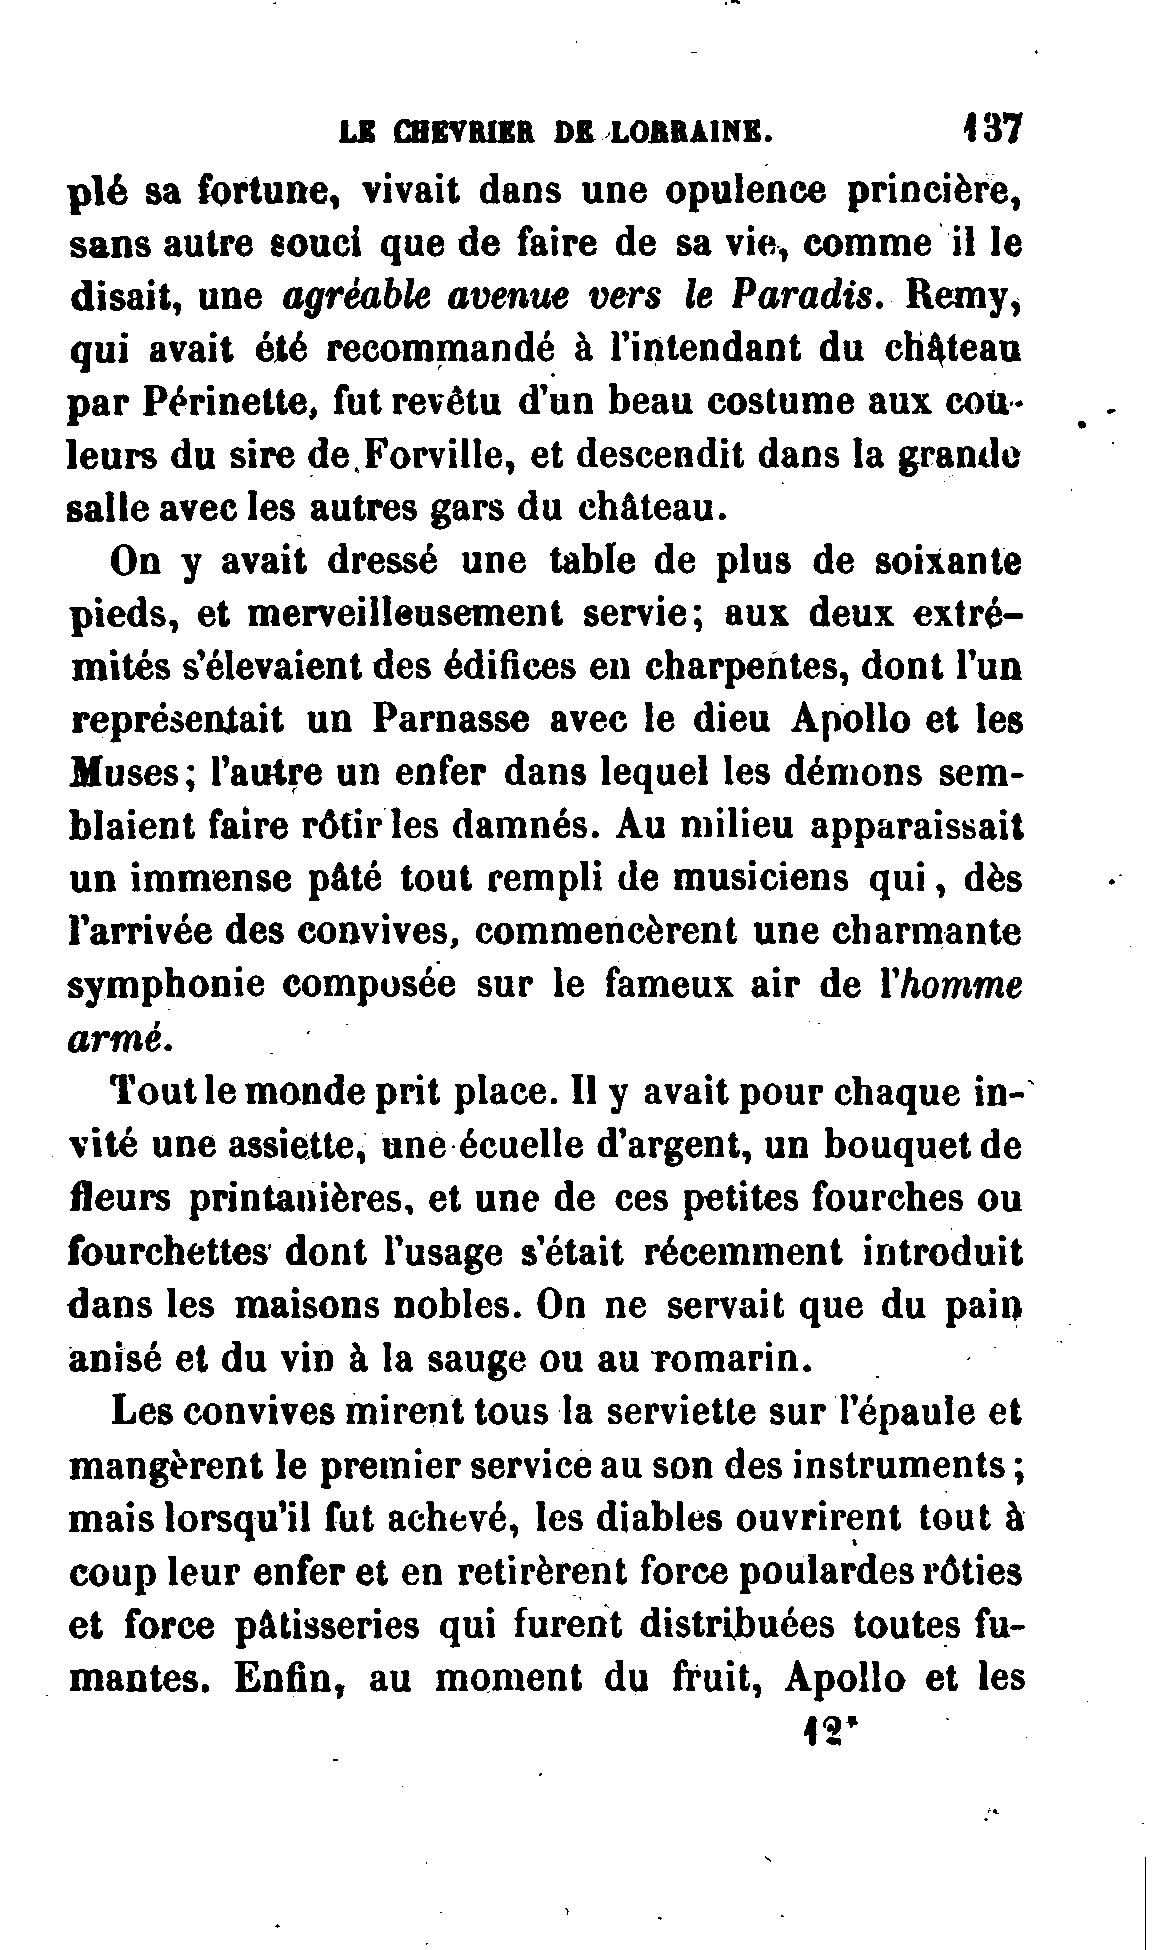 LE CHEVRIER DE LORRAINE. 137
plé sa fortune, vivait dans une opulence princière,
sans autre souci que de faire de sa vie, comme il le
disait, une agréable avenue vers le Paradis. Remy,
qui avait été recommandé à l'intendant du château
par Périnette, fut revêtu d'un beau costume aux cou-
leurs du sire de Forville, et descendit dans la grande
salle avec les autres gars du château.
On y avait dressé une table de plus de soixante
pieds, et merveilleusement servie; aux deux extré-
mités s'élevaient des édifices en charpentes, dont l'un
représentait un Parnasse avec le dieu Apollo et les
Muses; l'autre un enfer dans lequel les démons sem-
blaient faire rôtir les damnés. Au milieu apparaissait
un immense pâté tout rempli de musiciens qui, dès
l'arrivée des convives, commencèrent une charmante
symphonie composée sur le fameux air de l'homme
armé.
Tout le monde prit place. Il y avait pour chaque in-
vité une assiette, une écuelle d'argent, un bouquet de
fleurs printanières, et une de ces petites fourches ou
fourchettes dont l'usage s'était récemment introduit
dans les maisons nobles. On ne servait que du pain
anisé et du vin à la sauge ou au romarin.
Les convives mirent tous la serviette sur l'épaule et
mangèrent le premier service au son des instruments;
mais lorsqu'il fut achevé, les diables ouvrirent tout à
coup leur enfer et en retirèrent force poulardes rôties
et force pâtisseries qui furent distribuées toutes fu-
mantes. Enfin, au moment du fruit, Apollo et les
12*